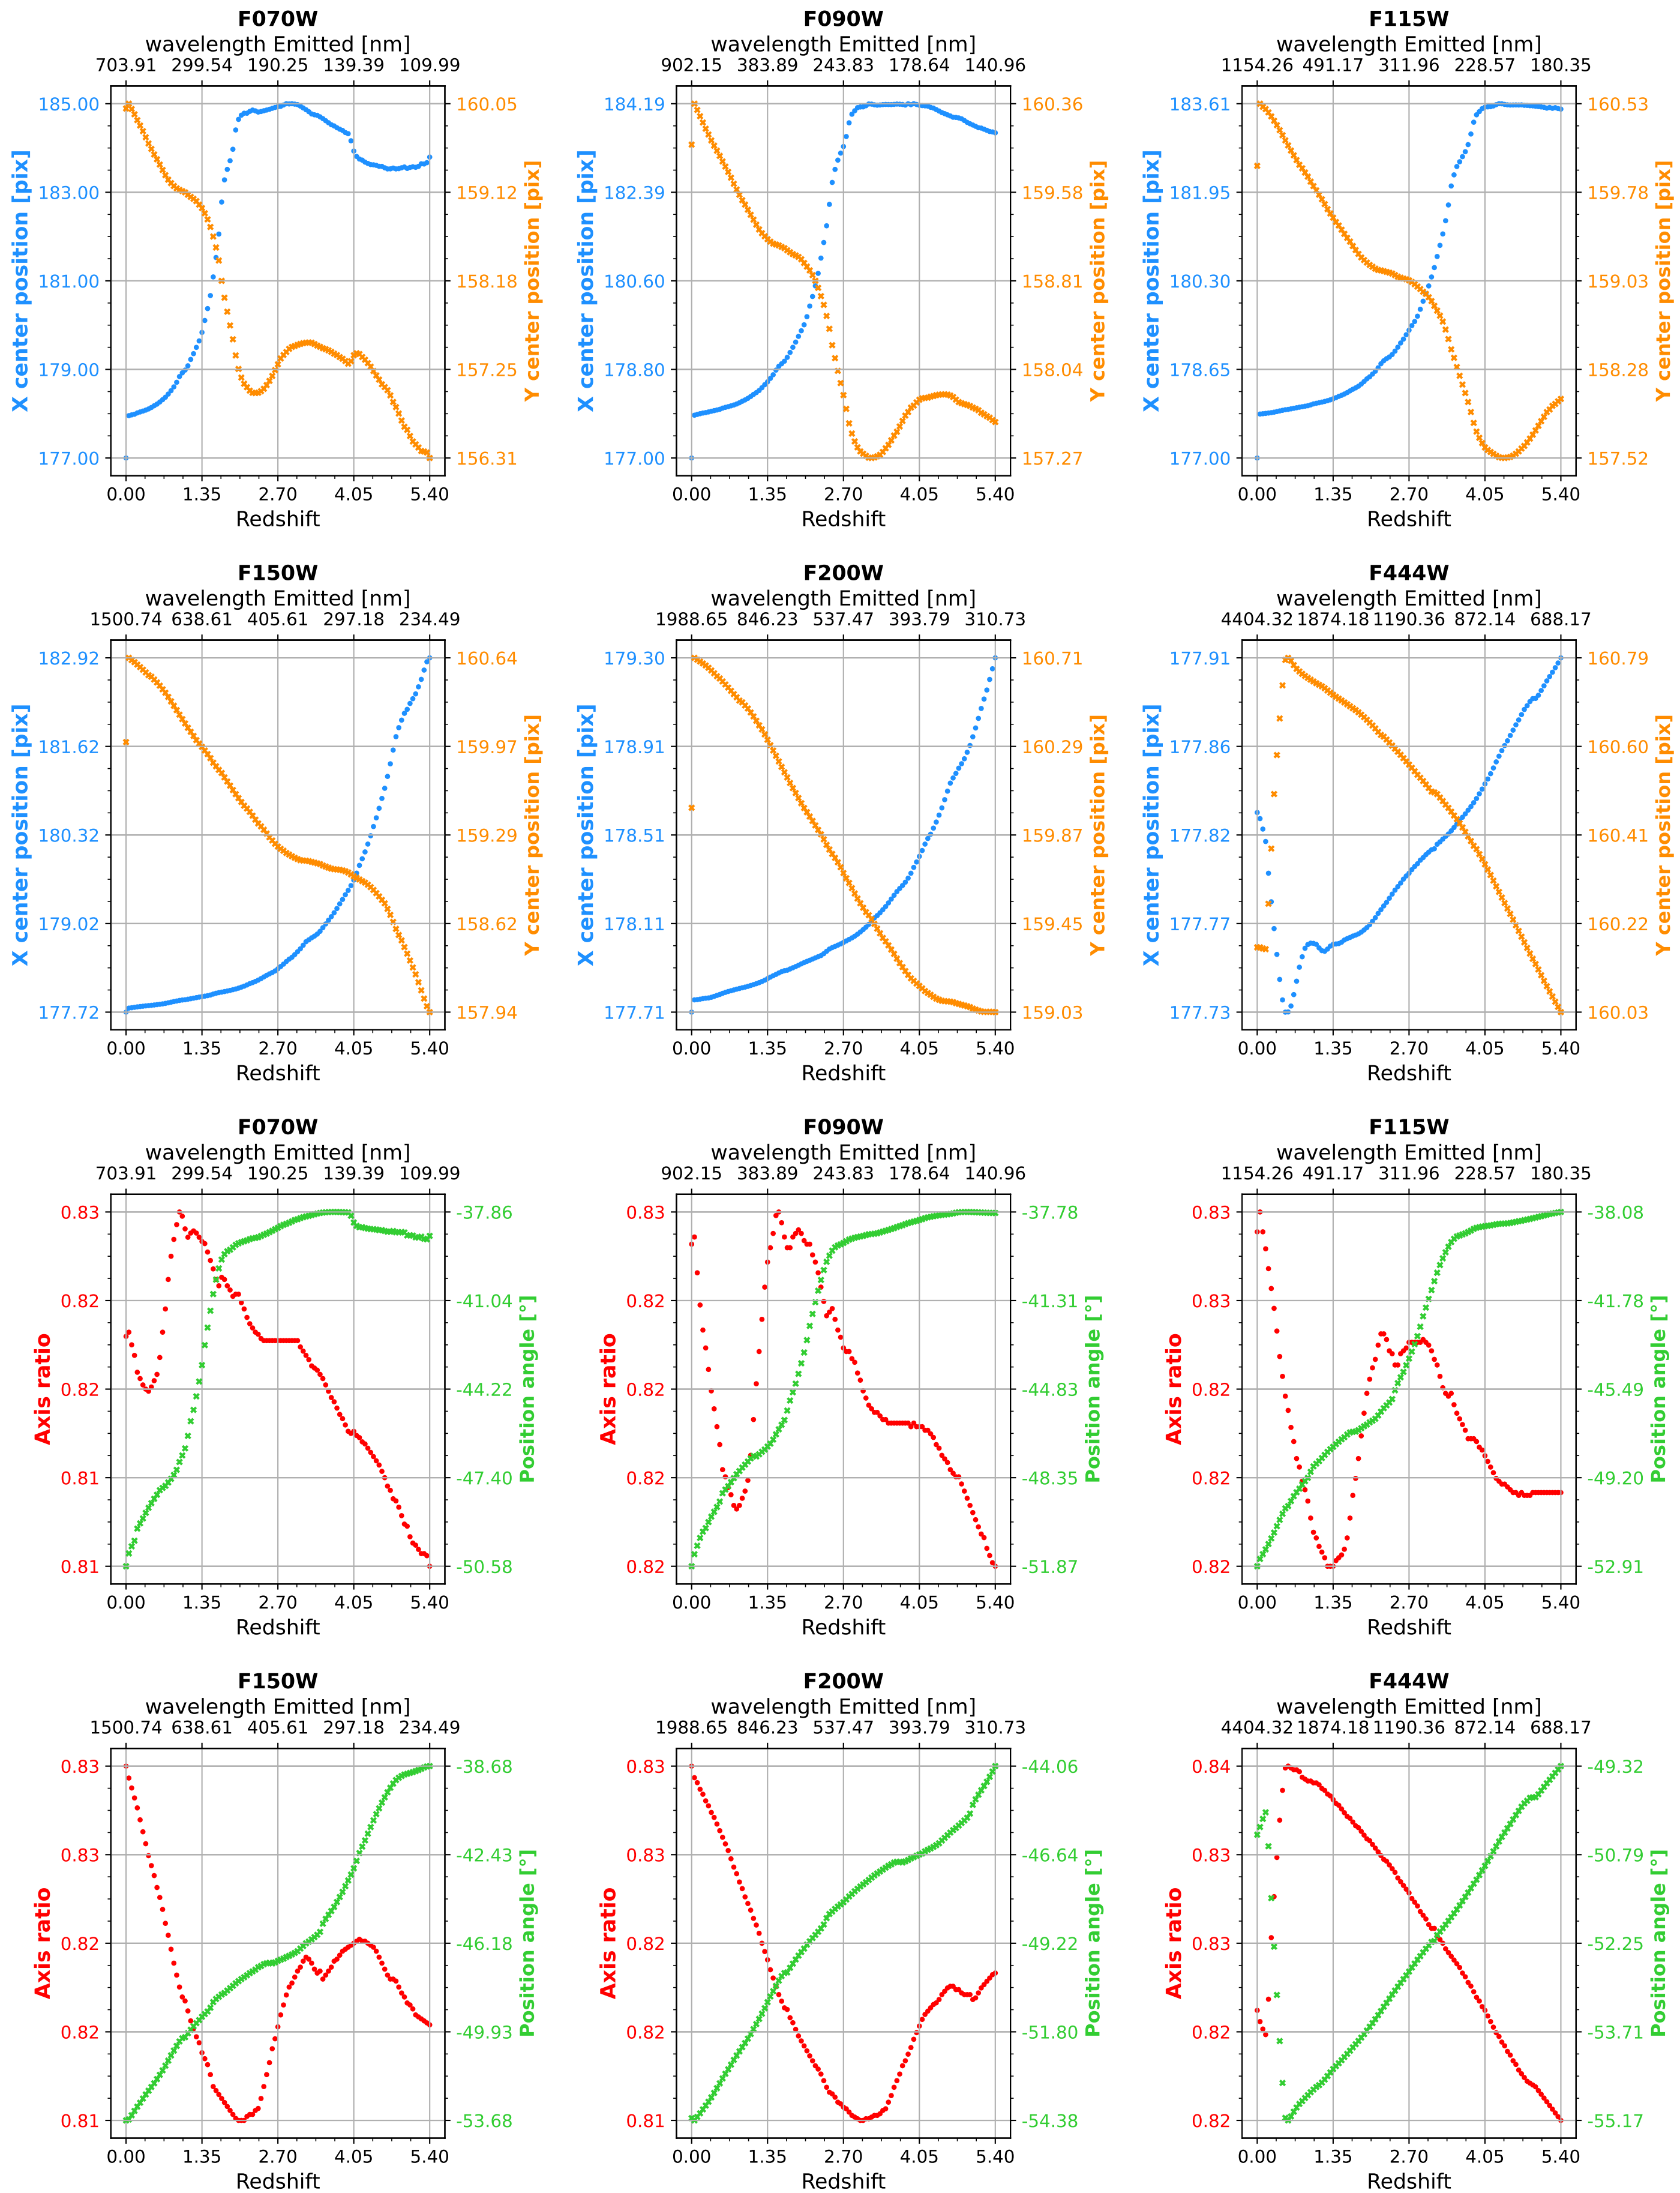 F070W
wavelength Emitted [nm]
703.91 299.54 190.25 139.39 109.99
185.00 160.05
183.00 159.12
181.00 158.18
179.00 157.25
177.00 156.31
X center position [pix]
Y center position [pix]
0.00 1.35 2.70 4.05 5.40
Redshift
F090W
wavelength Emitted [nm]
902.15 383.89 243.83 178.64 140.96
184.19 160.36
182.39 159.58
180.60 158.81
178.80 158.04
177.00 157.27
X center position [pix]
Y center position [pix]
0.00 1.35 2.70 4.05 5.40
Redshift
F115W
wavelength Emitted [nm]
1154.26 491.17 311.96 228.57 180.35
183.61 160.53
181.95 159.78
180.30 159.03
178.65 158.28
177.00 157.52
X center position [pix]
Y center position [pix]
0.00 1.35 2.70 4.05 5.40
Redshift
F150W
wavelength Emitted [nm]
1500.74 638.61 405.61 297.18 234.49
182.92 160.64
181.62 159.97
180.32 159.29
179.02 158.62
177.72 157.94
X center position [pix]
Y center position [pix]
0.00 1.35 2.70 4.05 5.40
Redshift
F200W
wavelength Emitted [nm]
1988.65 846.23 537.47 393.79 310.73
179.30 160.71
178.91 160.29
178.51 159.87
178.11 159.45
177.71 159.03
X center position [pix]
Y center position [pix]
0.00 1.35 2.70 4.05 5.40
Redshift
F444W
wavelength Emitted [nm]
4404.32 1874.18 1190.36 872.14 688.17
177.91 160.79
177.86 160.60
177.82 160.41
177.77 160.22
177.73 160.03
X center position [pix]
Y center position [pix]
0.00 1.35 2.70 4.05 5.40
Redshift
F070W
wavelength Emitted [nm]
703.91 299.54 190.25 139.39 109.99
0.83 -37.86
0.82 -41.04
0.82 -44.22
0.81 -47.40
0.81 -50.58
Axis ratio
Position angle [°]
0.00 1.35 2.70 4.05 5.40
Redshift
F090W
wavelength Emitted [nm]
902.15 383.89 243.83 178.64 140.96
0.83 -37.78
0.82 -41.31
0.82 -44.83
0.82 -48.35
0.82 -51.87
Axis ratio
Position angle [°]
0.00 1.35 2.70 4.05 5.40
Redshift
F115W
wavelength Emitted [nm]
1154.26 491.17 311.96 228.57 180.35
0.83 -38.08
0.83 -41.78
0.82 -45.49
0.82 -49.20
0.82 -52.91
Axis ratio
Position angle [°]
0.00 1.35 2.70 4.05 5.40
Redshift
F150W
wavelength Emitted [nm]
1500.74 638.61 405.61 297.18 234.49
0.83 -38.68
0.83 -42.43
0.82 -46.18
0.82 -49.93
0.81 -53.68
Axis ratio
Position angle [°]
0.00 1.35 2.70 4.05 5.40
Redshift
F200W
wavelength Emitted [nm]
1988.65 846.23 537.47 393.79 310.73
0.83 -44.06
0.83 -46.64
0.82 -49.22
0.82 -51.80
0.81 -54.38
Axis ratio
Position angle [°]
0.00 1.35 2.70 4.05 5.40
Redshift
F444W
wavelength Emitted [nm]
4404.32 1874.18 1190.36 872.14 688.17
0.84 -49.32
0.83 -50.79
0.83 -52.25
0.82 -53.71
0.82 -55.17
Axis ratio
Position angle [°]
0.00 1.35 2.70 4.05 5.40
Redshift